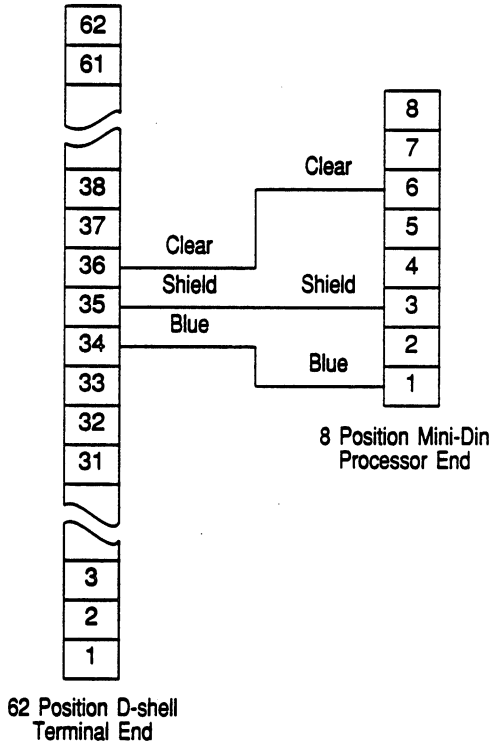 62
61
38
37
36
35
34
33
32
31
3
2
1
62 Position D-shell
Terminal End
Clear
Shield
Blue
Clear
Shield
Blue
8
7
6
5
4
3
2
1
8 Position Mini-Din
Processor End